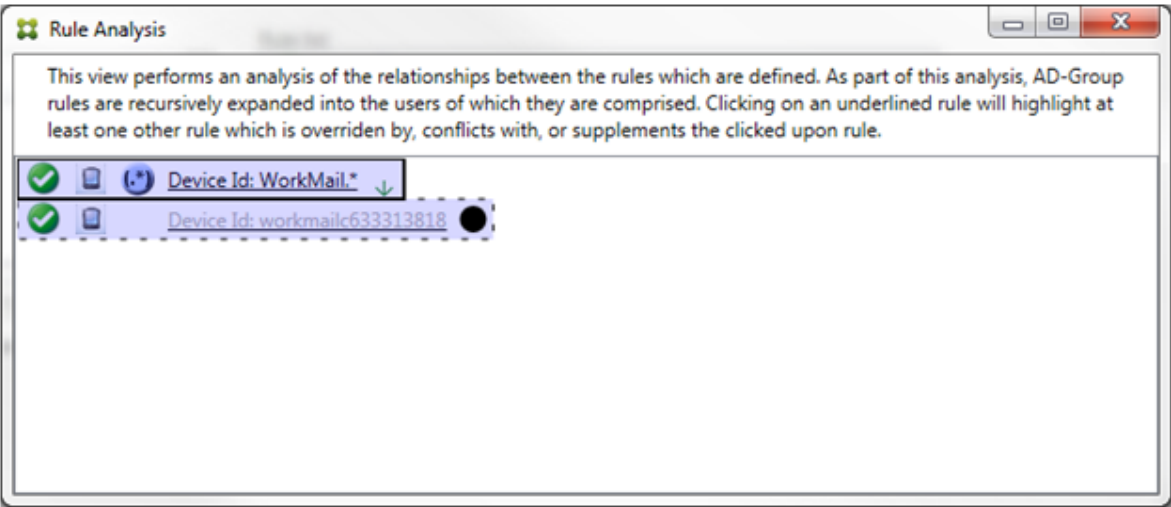 Rule Analysis
This view performs an analysis of the relationships between the rules which are defined. As part of this analysis, AD-Group
rules are recursively expanded into the users of which they are comprised. Clicking on an underlined rule will highlight at
least one other rule which is overriden by, conflicts with, or supplements the clicked upon rule.
(.*) Device Id: WorkMail.*
Device Id: workmailc633313818